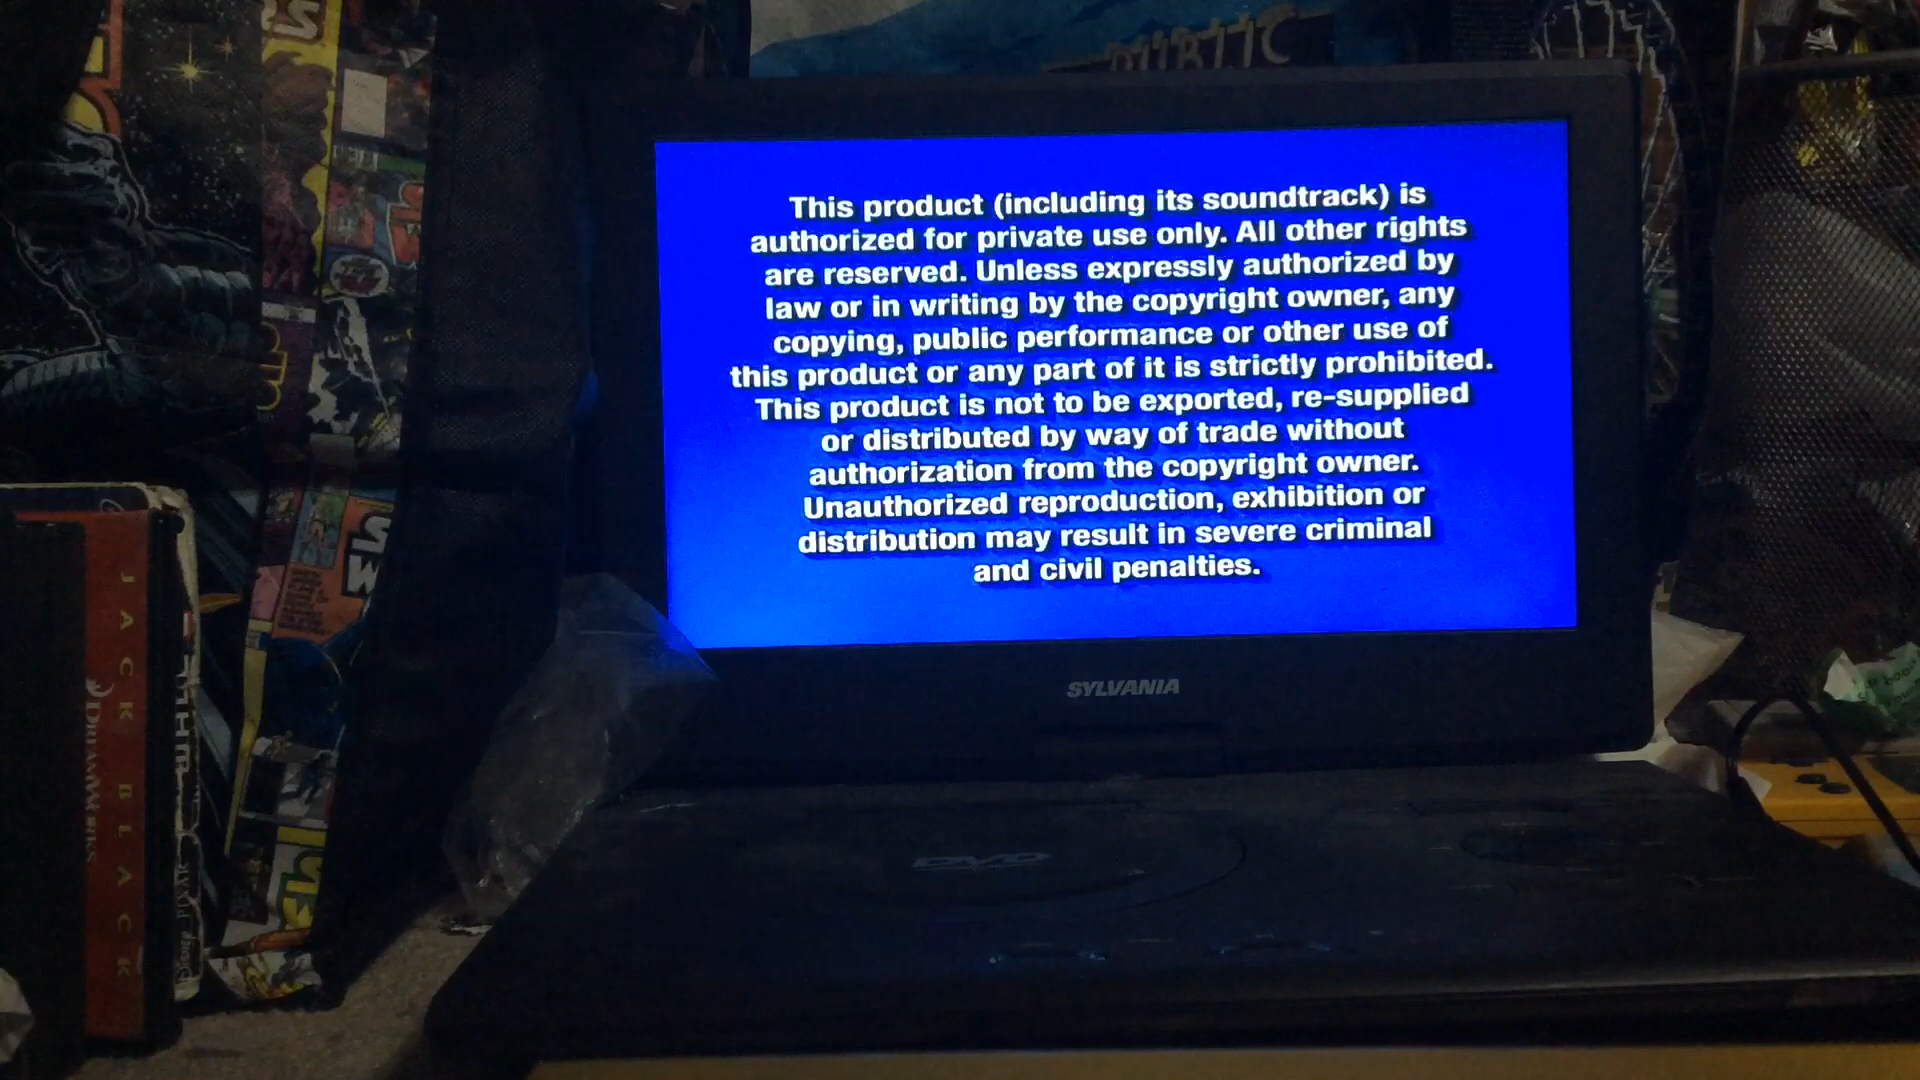 PUBLIC
This product (including its soundtrack) is
authorized for private use only. All other rights
are reserved. Unless expressly authorized by
law or in writing by the copyright owner, any
copying, public performance or other use of
this product or any part of it is strictly prohibited.
This product is not to be exported, re-supplied
or distributed by way of trade without
authorization from the copyright owner.
Unauthorized reproduction, exhibition or
distribution may result in severe criminal
and civil penalties.
SYLVANIA
DVD
JACK BLACK
DREAMWORKS
DISNEY PIXAR